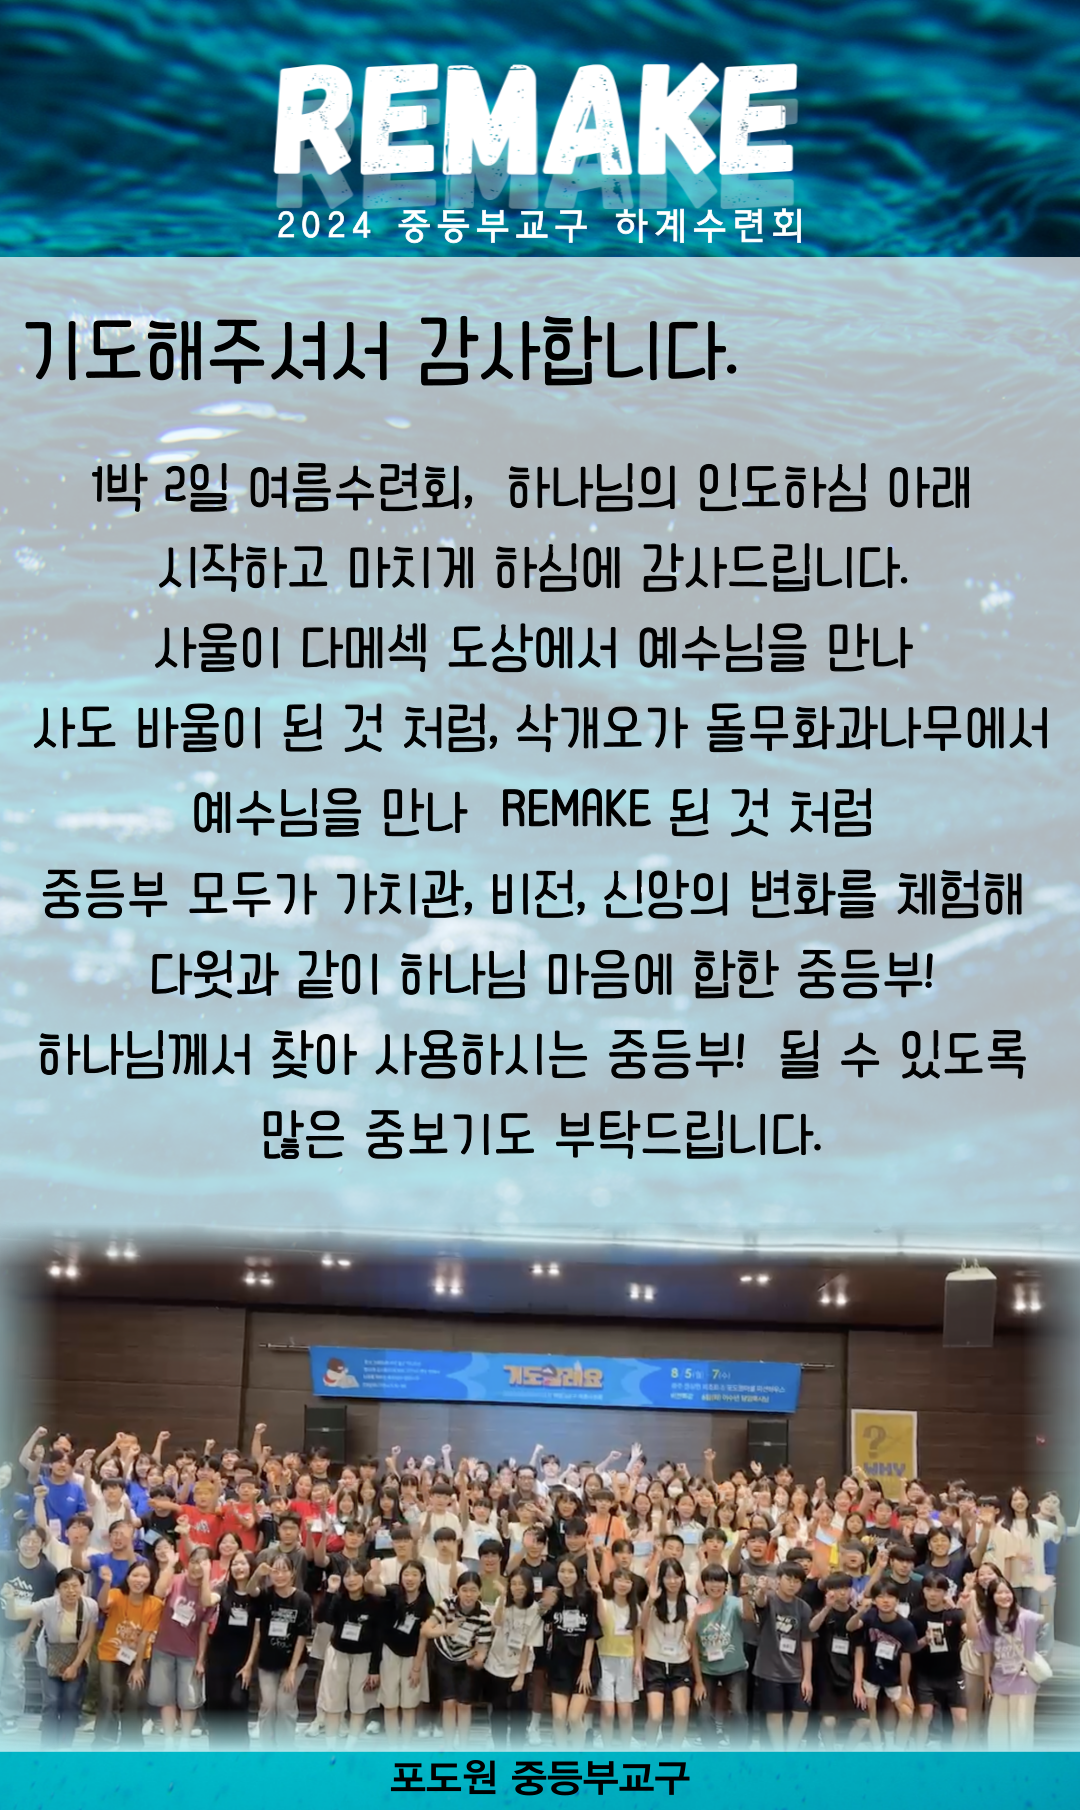 REMAKE
2024 중등부교구 하계수련회
기도해주셔서 감사합니다.
1박 2일 여름수련회, 하나님의 인도하심 아래
시작하고 마치게 하심에 감사드립니다.
사울이 다메섹 도상에서 예수님을 만나
사도 바울이 된 것 처럼, 삭개오가 돌무화과나무에서
예수님을 만나 REMAKE 된 것 처럼
중등부 모두가 가치관, 비전, 신앙의 변화를 체험해
다윗과 같이 하나님 마음에 합한 중등부!
하나님께서 찾아 사용하시는 중등부! 될 수 있도록
많은 중보기도 부탁드립니다.
기도할래요
8 5(월) 7(수)
?
WHY
포도원 중등부교구